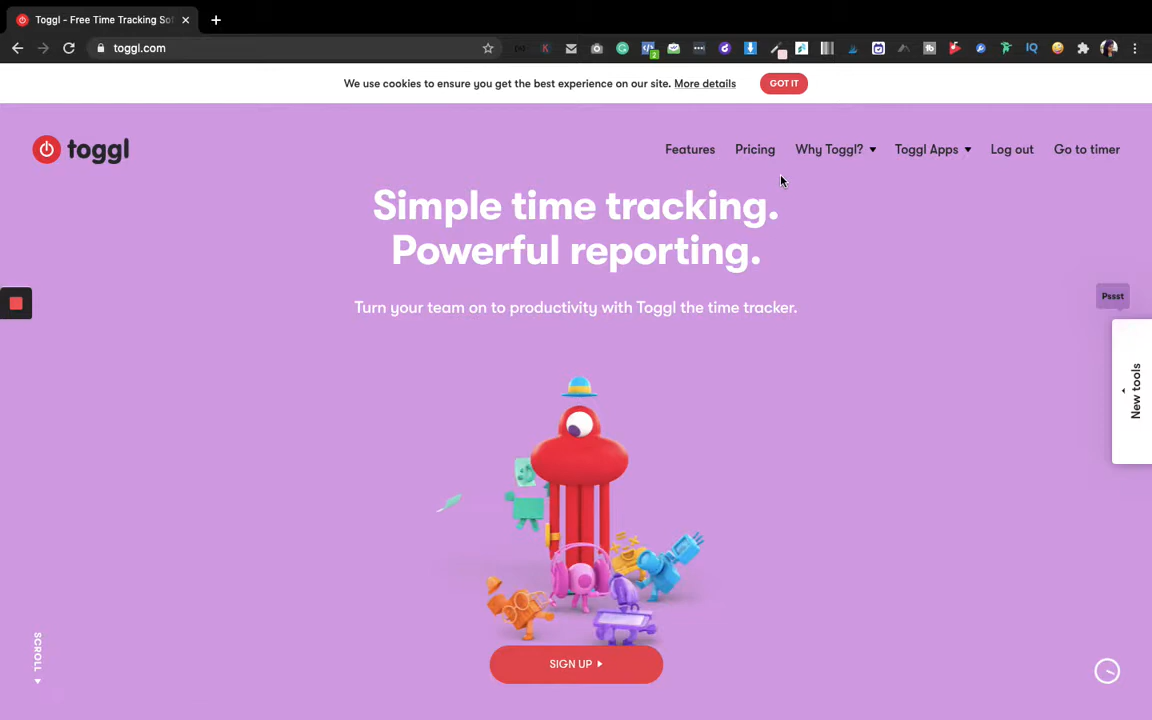 Toggl - Free Time Tracking Sof
toggl.com
2
IQ
We use cookies to ensure you get the best experience on our site. More details
GOT IT
toggl
Features
Pricing
Why Toggl?
Toggl Apps
Log out
Go to timer
Simple time tracking.
Powerful reporting.
Turn your team on to productivity with Toggl the time tracker.
Pssst
New tools
SCROLL
SIGN UP